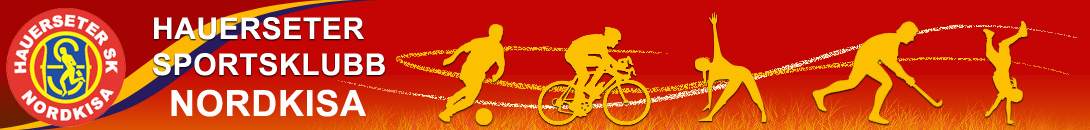 HAUERSETER SK
NORDKISA
HAUERSETER
SPORTSKLUBB
NORDKISA